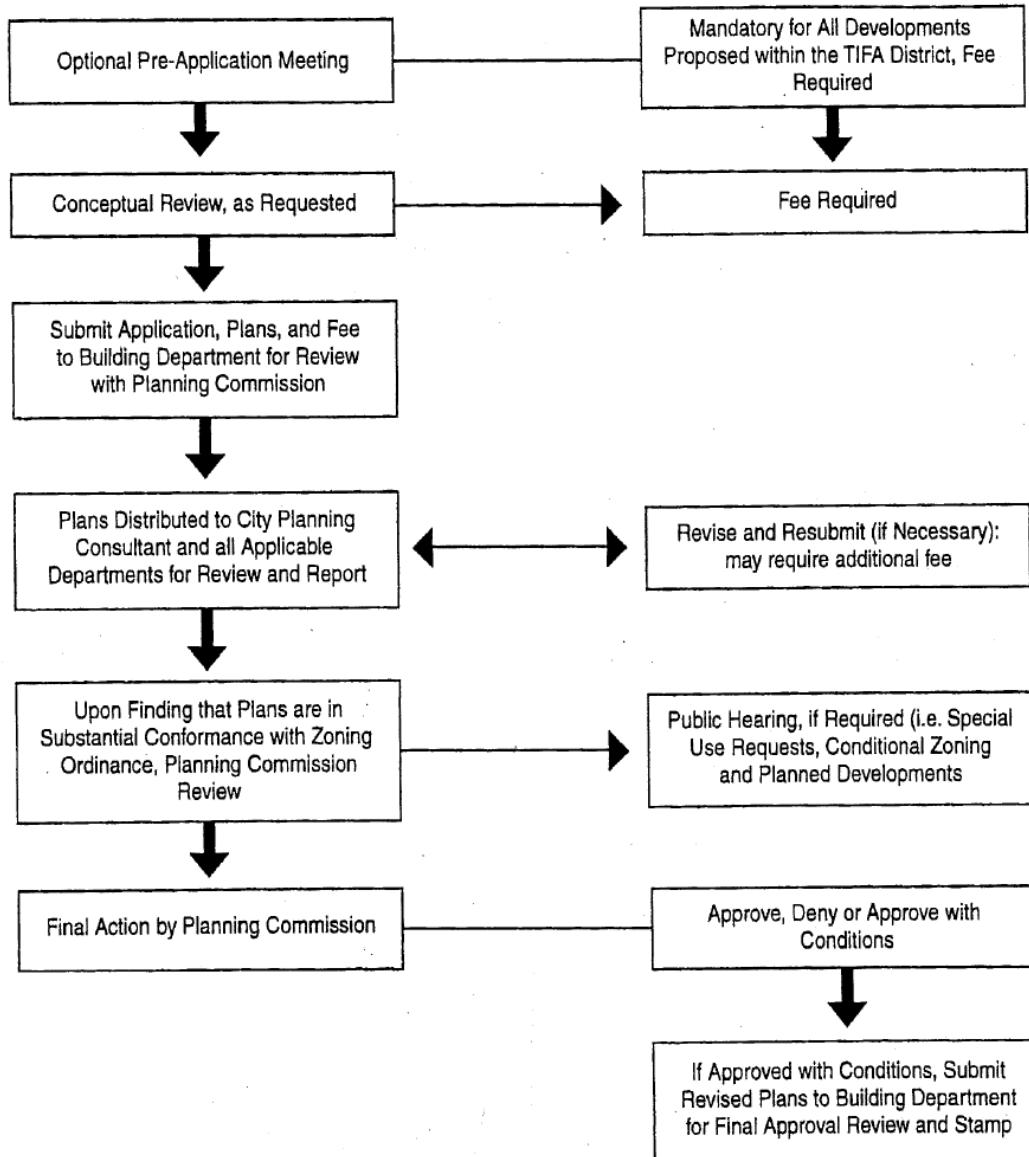 Optional Pre-Application Meeting
Mandatory for All Developments
Proposed within the TIFA District, Fee
Required
Conceptual Review, as Requested
Fee Required
Submit Application, Plans, and Fee
to Building Department for Review
with Planning Commission
Plans Distributed to City Planning
Consultant and all Applicable
Departments for Review and Report
Revise and Resubmit (if Necessary):
may require additional fee
Upon Finding that Plans are in
Substantial Conformance with Zoning
Ordinance, Planning Commission
Review
Public Hearing, if Required (i.e. Special
Use Requests, Conditional Zoning
and Planned Developments
Final Action by Planning Commission
Approve, Deny or Approve with
Conditions
If Approved with Conditions, Submit
Revised Plans to Building Department
for Final Approval Review and Stamp